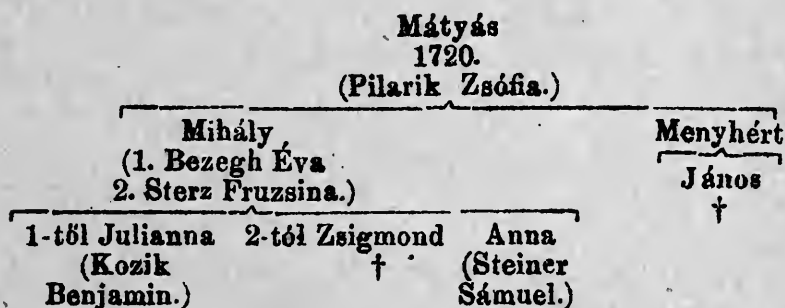 Mátyás
1720.
(Pilarik Zsófia.)
Mihály Menyhért
(1. Bezegh Éva János
2. Sterz Fruzsina.) †
1-től Julianna 2-tól Zsigmond Anna
(Kozik † (Steiner
Benjamin.) Sámuel.)